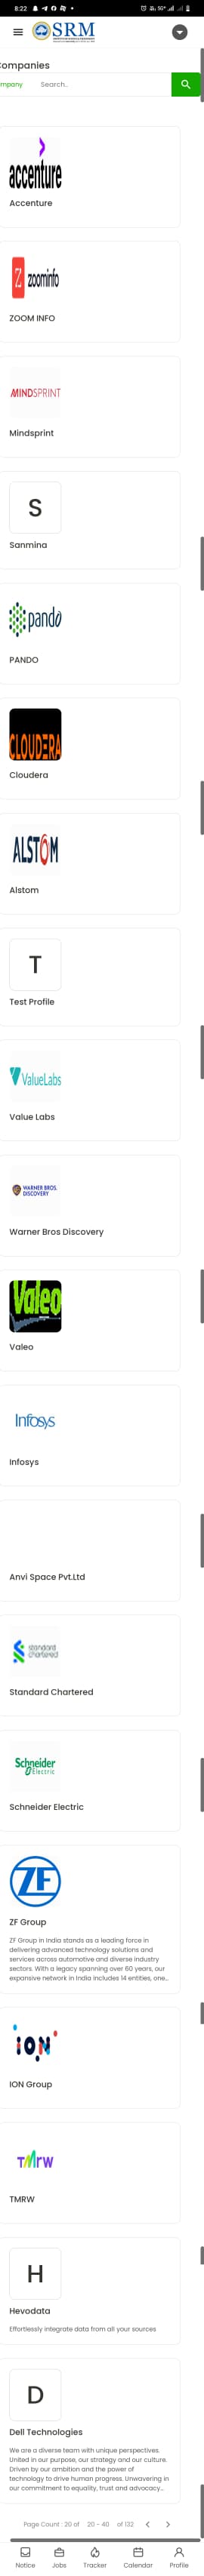 8:22
5G+
SRM
Companies
mpany Search..
accenture
Accenture
zoominfo
ZOOM INFO
MINDSPRINT
Mindsprint
S
Sanmina
pando
PANDO
CLOUDERA
Cloudera
ALSTOM
Alstom
T
Test Profile
ValueLabs
Value Labs
WARNER BROS.
DISCOVERY
Warner Bros Discovery
Valeo
Valeo
Infosys
Infosys
Anvi Space Pvt.Ltd
standard
chartered
Standard Chartered
Schneider
Electric
Schneider Electric
ZF
ZF Group
ZF Group in India stands as a leading force in
delivering advanced technology solutions and
services across automotive and diverse industry
sectors. With a legacy spanning over 60 years, our
expansive network in India includes 14 entities, one...
iON
ION Group
TMrw
TMRW
H
Hevodata
Effortlessly integrate data from all your sources
D
Dell Technologies
We are a diverse team with unique perspectives.
United in our purpose, our strategy and our culture.
Driven by our ambition and the power of
technology to drive human progress. Unwavering in
our commitment to equality, trust and advocacy...
Page Count : 20 of 20 - 40 of 132
Notice Jobs Tracker Calendar Profile